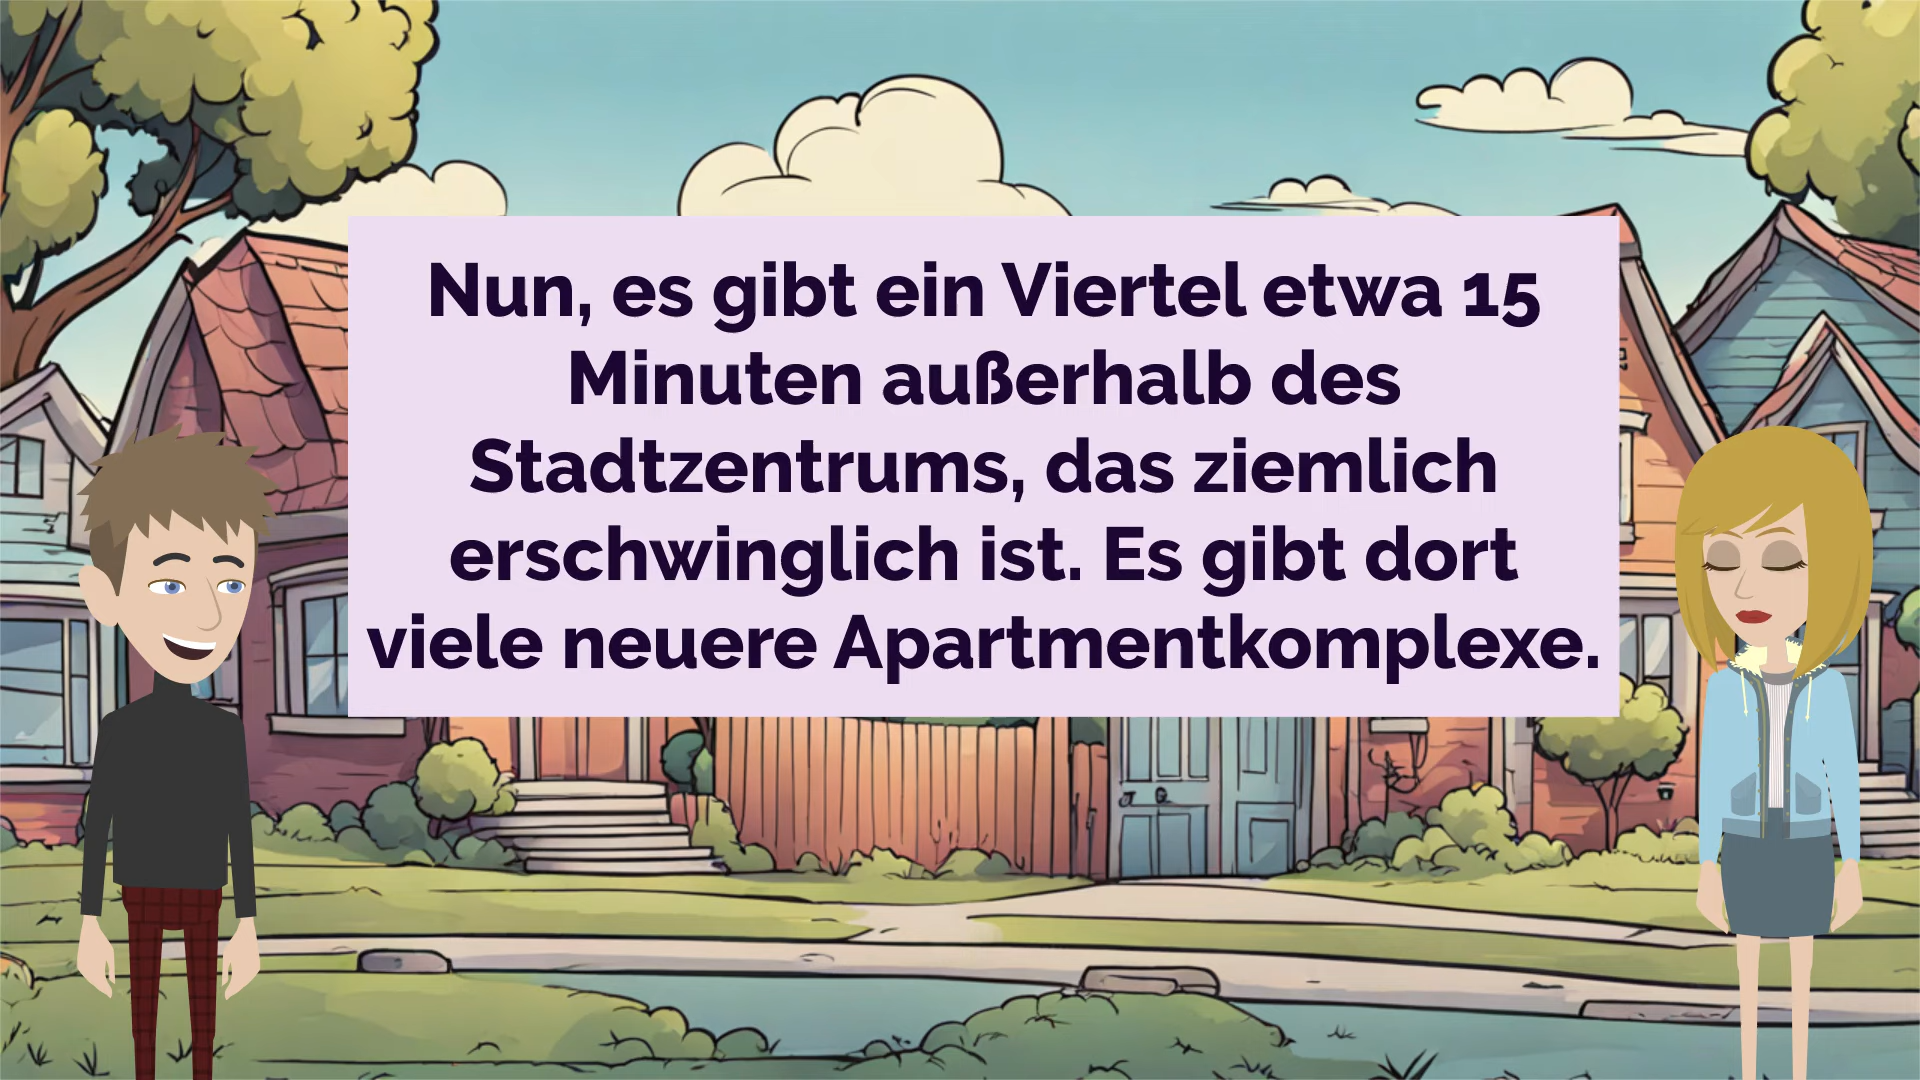 Nun, es gibt ein Viertel etwa 15
Minuten außerhalb des
Stadtzentrums, das ziemlich
erschwinglich ist. Es gibt dort
viele neuere Apartmentkomplexe.